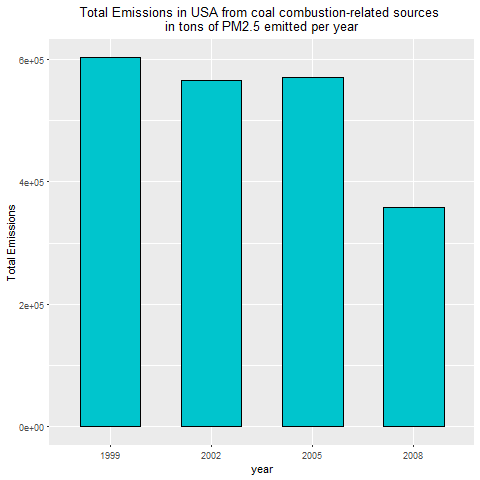 Total Emissions in USA from coal combustion-related sources
in tons of PM2.5 emitted per year
6e+05
4e+05
2e+05
0e+00
Total Emissions
1999 2002 2005 2008
year